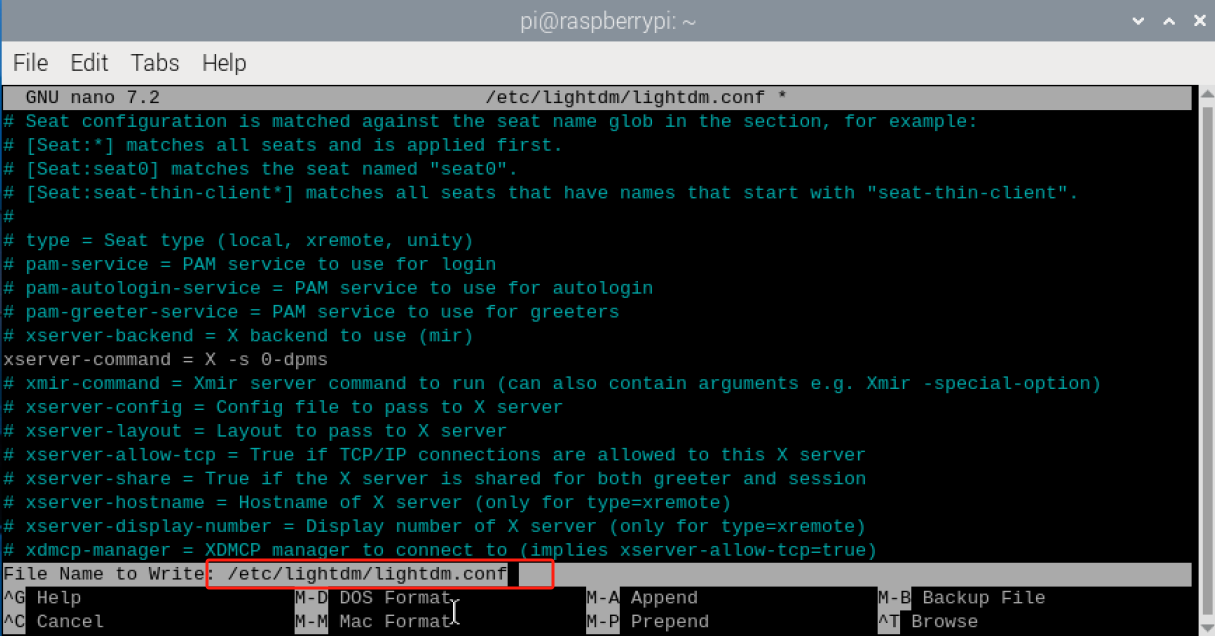 pi@raspberrypi: ~
File Edit Tabs Help
GNU nano 7.2 /etc/lightdm/lightdm.conf *
# Seat configuration is matched against the seat name glob in the section, for example:
# [Seat:*] matches all seats and is applied first.
# [Seat:seat0] matches the seat named "seat0".
# [Seat:seat-thin-client*] matches all seats that have names that start with "seat-thin-client".
#
# type = Seat type (local, xremote, unity)
# pam-service = PAM service to use for login
# pam-autologin-service = PAM service to use for autologin
# pam-greeter-service = PAM service to use for greeters
# xserver-backend = X backend to use (mir)
xserver-command = X -s 0-dpms
# xmir-command = Xmir server command to run (can also contain arguments e.g. Xmir -special-option)
# xserver-config = Config file to pass to X server
# xserver-layout = Layout to pass to X server
# xserver-allow-tcp = True if TCP/IP connections are allowed to this X server
# xserver-share = True if the X server is shared for both greeter and session
# xserver-hostname = Hostname of X server (only for type=xremote)
# xserver-display-number = Display number of X server (only for type=xremote)
# xdmcp-manager = XDMCP manager to connect to (implies xserver-allow-tcp=true)
File Name to Write: /etc/lightdm/lightdm.conf
^G Help M-D DOS Format M-A Append M-B Backup File
^C Cancel M-M Mac Format M-P Prepend ^T Browse